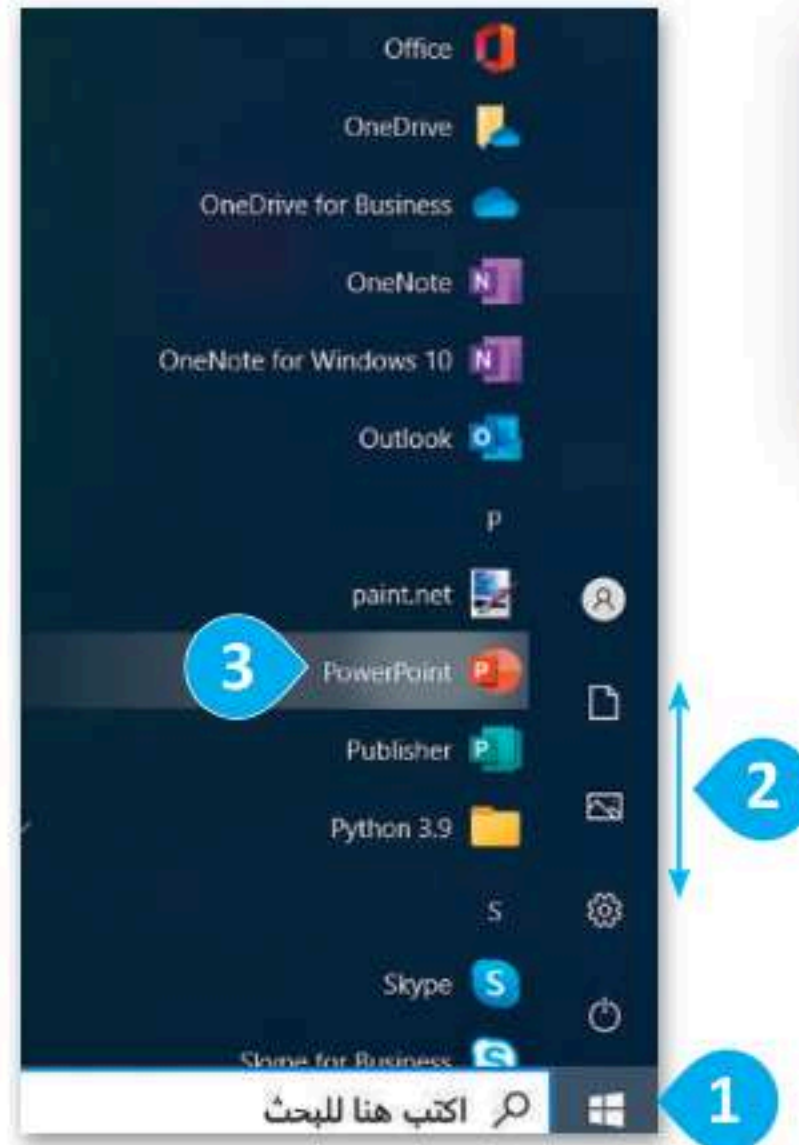 Office
OneDrive
OneDrive for Business
OneNote
OneNote for Windows 10
Outlook
P
paint.net
3
PowerPoint
Publisher
2
Python 3.9
S
Skype
Skype for Business
اكتب هنا للبحث
1